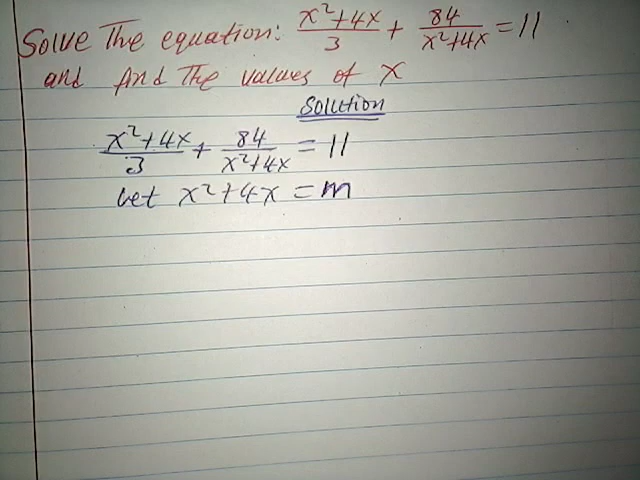 Solve The equation: x²+4x/3 + 84/x²+4x = 11
and find The values of x
Solution
x²+4x/3 + 84/x²+4x = 11
Let x²+4x = m